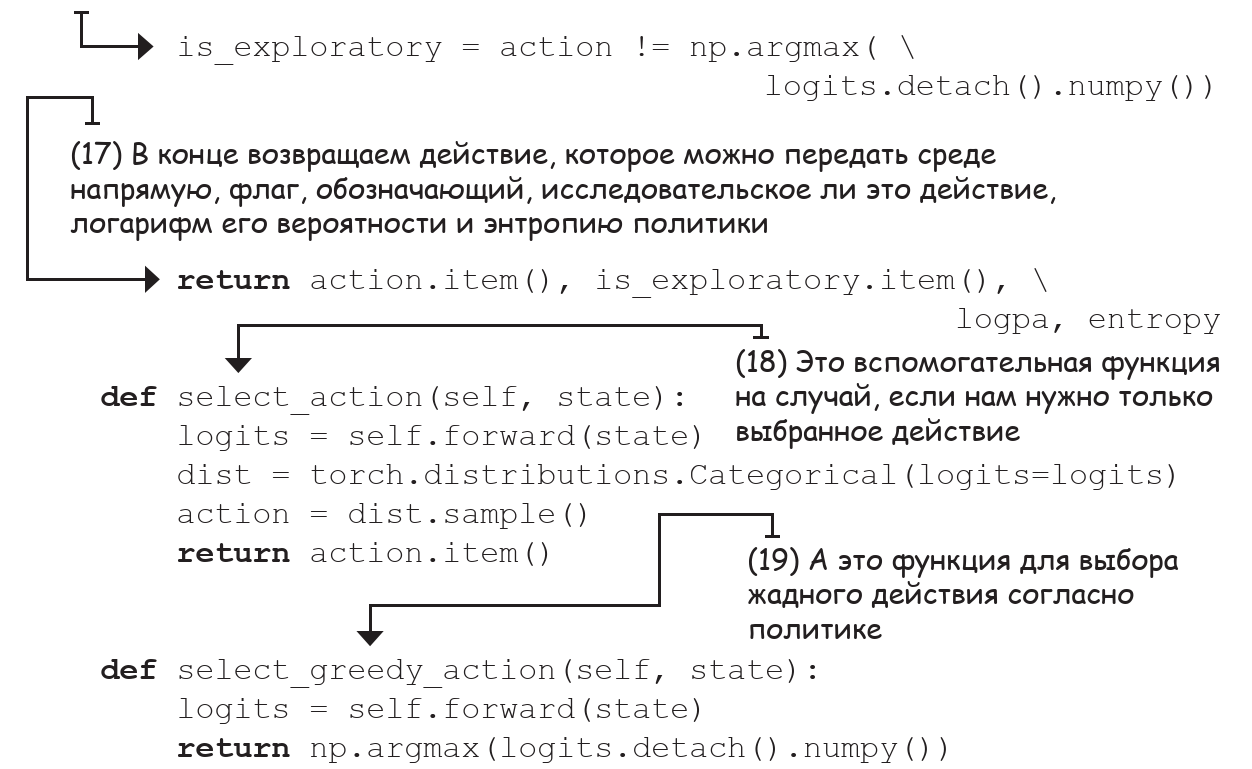 is_exploratory = action != np.argmax( \
logits.detach().numpy())
(17) В конце возвращаем действие, которое можно передать среде
напрямую, флаг, обозначающий, исследовательское ли это действие,
логарифм его вероятности и энтропию политики
return action.item(), is_exploratory.item(), \
logpa, entropy
(18) Это вспомогательная функция
на случай, если нам нужно только
выбранное действие
def select_action(self, state):
logits = self.forward(state)
dist = torch.distributions.Categorical(logits=logits)
action = dist.sample()
return action.item()
(19) А это функция для выбора
жадного действия согласно
политике
def select_greedy_action(self, state):
logits = self.forward(state)
return np.argmax(logits.detach().numpy())